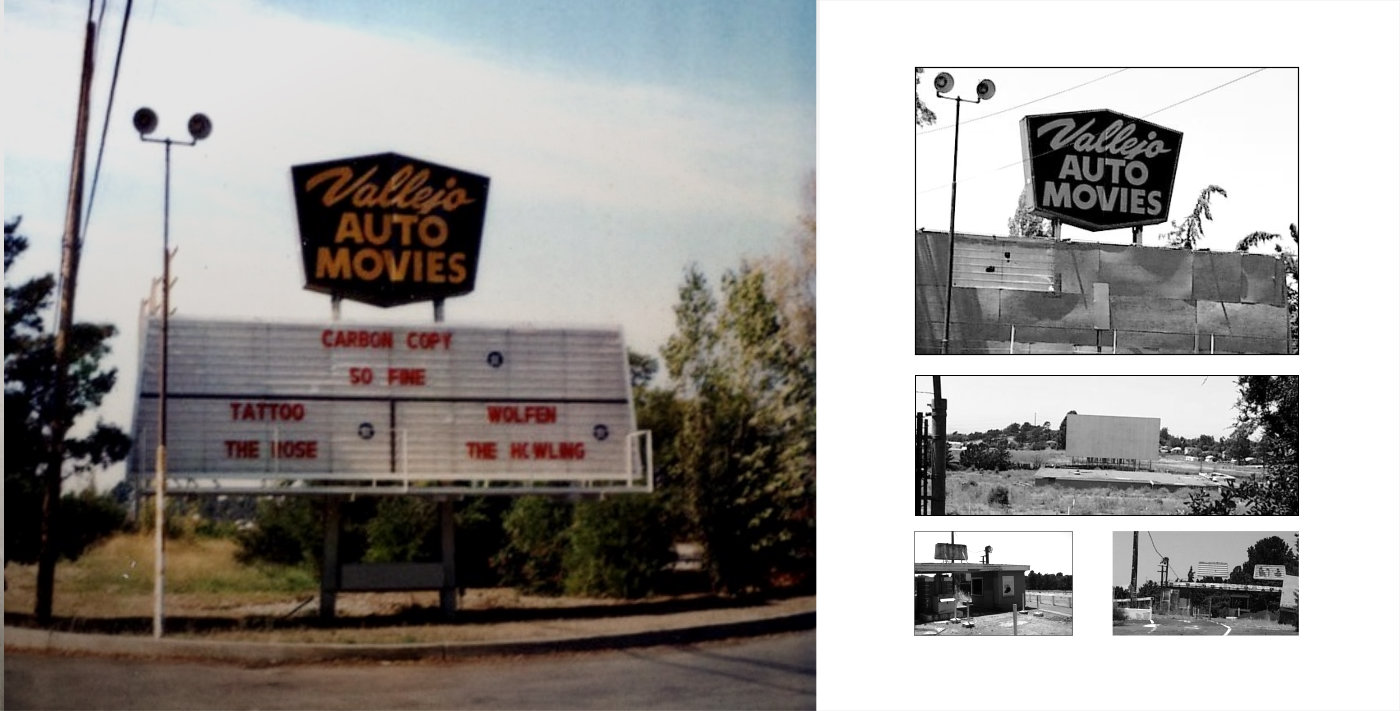 Vallejo
AUTO
MOVIES
CARBON COPY
SO FINE
TATTOO
THE ROSE
WOLFEN
THE HOWLING
Vallejo
AUTO
MOVIES